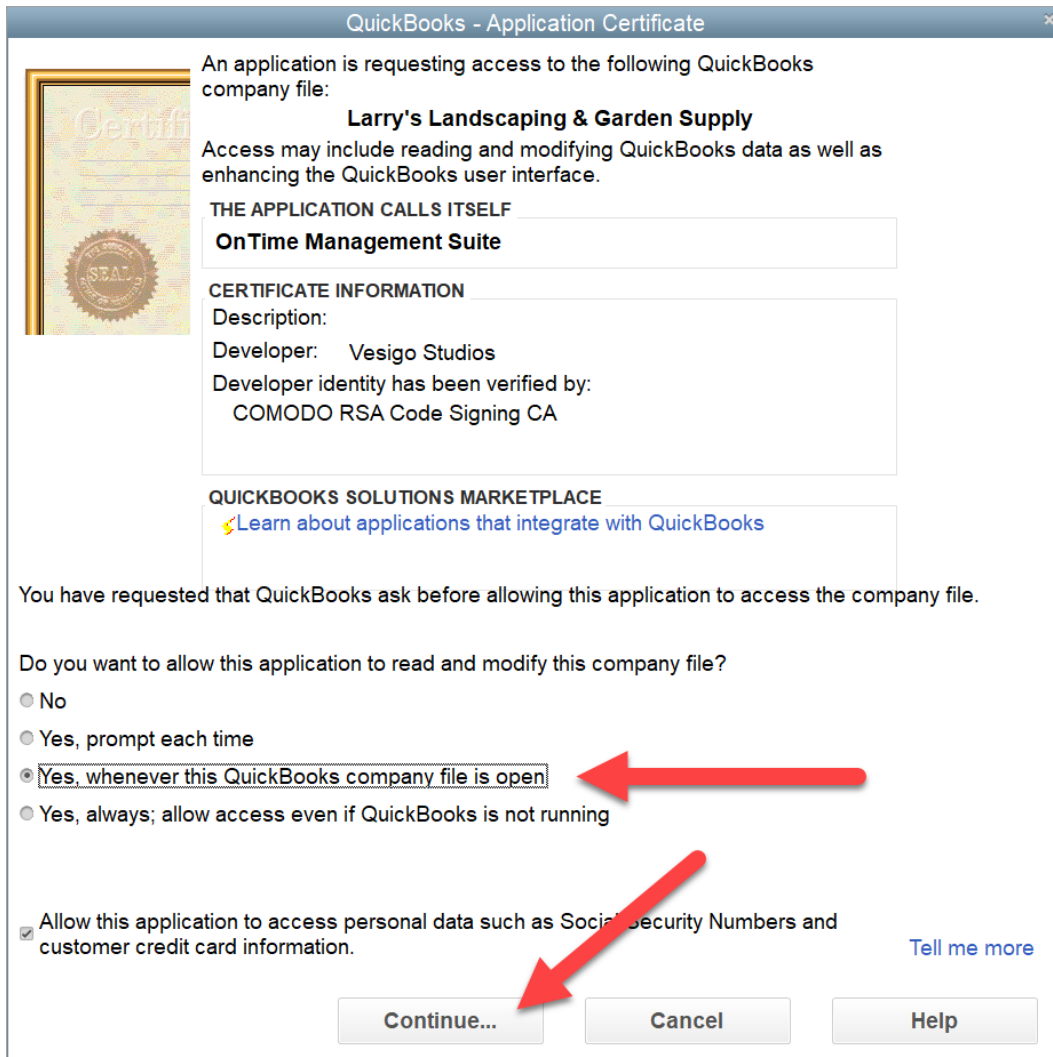 QuickBooks - Application Certificate
An application is requesting access to the following QuickBooks
company file:
Larry's Landscaping & Garden Supply
Access may include reading and modifying QuickBooks data as well as
enhancing the QuickBooks user interface.
THE APPLICATION CALLS ITSELF
OnTime Management Suite
CERTIFICATE INFORMATION
Description:
Developer: Vesigo Studios
Developer identity has been verified by:
COMODO RSA Code Signing CA
QUICKBOOKS SOLUTIONS MARKETPLACE
Learn about applications that integrate with QuickBooks
You have requested that QuickBooks ask before allowing this application to access the company file.
Do you want to allow this application to read and modify this company file?
No
Yes, prompt each time
Yes, whenever this QuickBooks company file is open
Yes, always; allow access even if QuickBooks is not running
Allow this application to access personal data such as Social Security Numbers and
customer credit card information.
Tell me more
Continue...
Cancel
Help
Certifi
SEAL